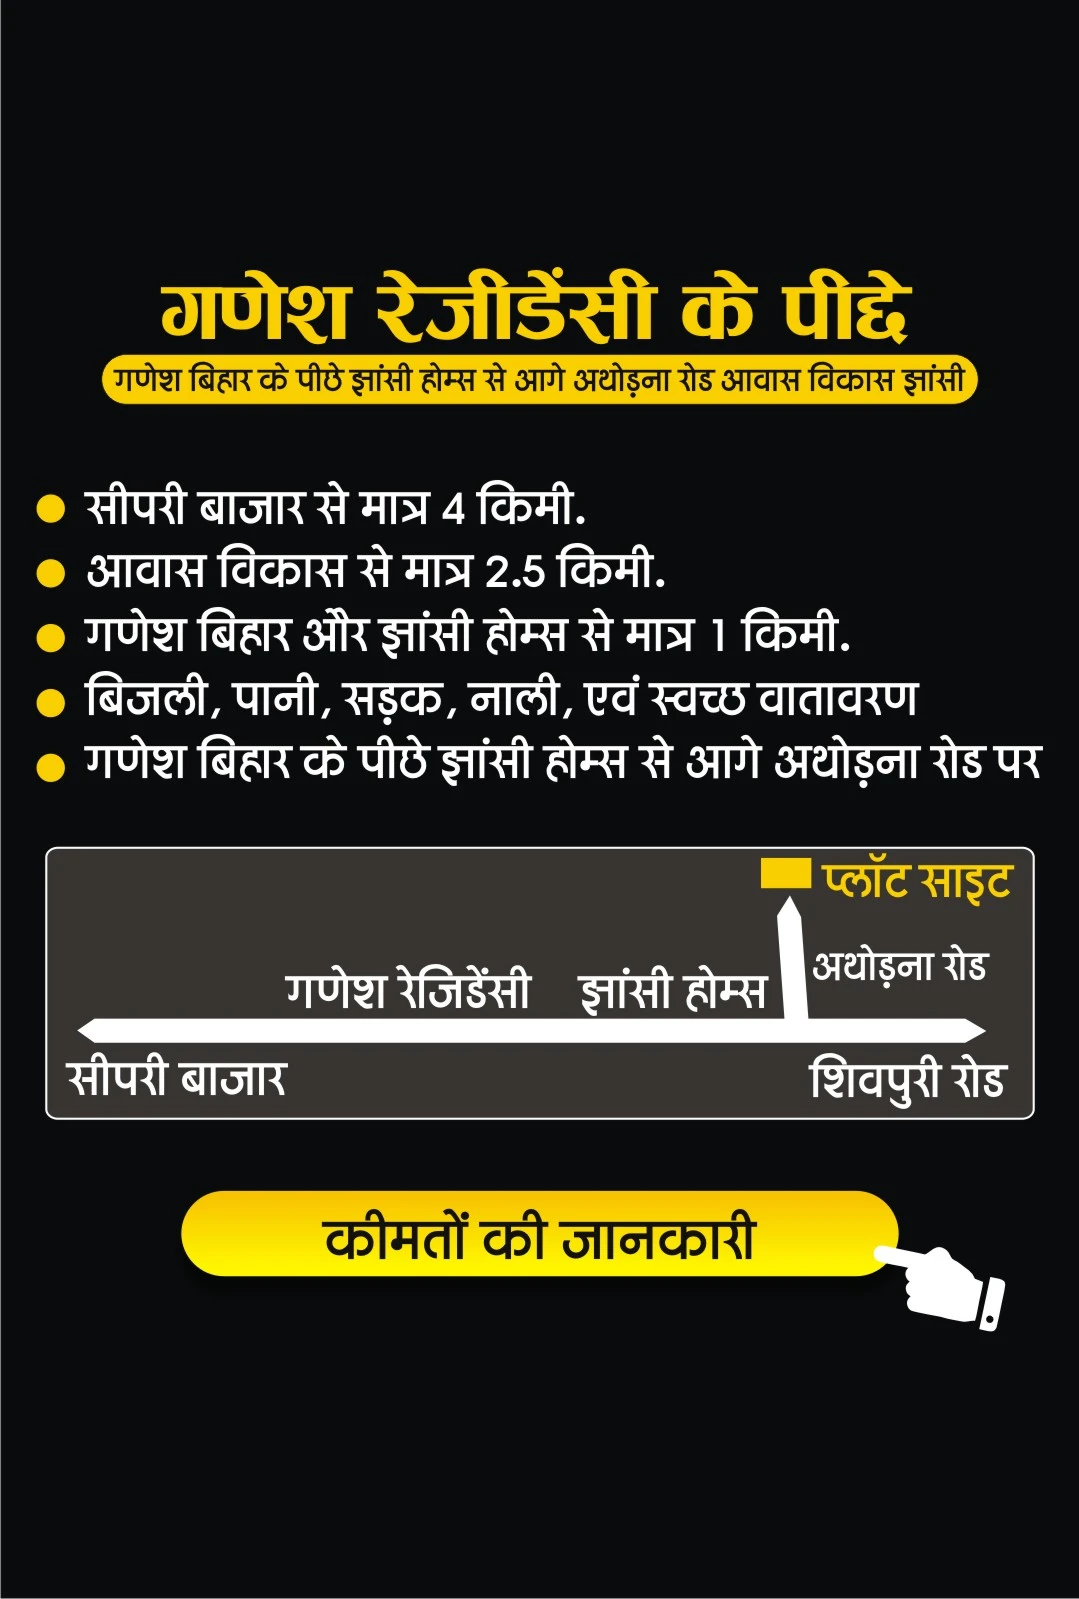 गणेश रेजीडेंसी के पीद्दे
गणेश बिहार के पीछे झांसी होम्स से आगे अथोड़ना रोड आवास विकास झांसी
सीपरी बाजार से मात्र 4 किमी.
आवास विकास से मात्र 2.5 किमी.
गणेश बिहार और झांसी होम्स से मात्र 1 किमी.
बिजली, पानी, सड़क, नाली, एवं स्वच्छ वातावरण
गणेश बिहार के पीछे झांसी होम्स से आगे अथोड़ना रोड पर
प्लॉट साइट
अथोड़ना रोड
गणेश रेजिडेंसी झांसी होम्स
सीपरी बाजार शिवपुरी रोड
कीमतों की जानकारी